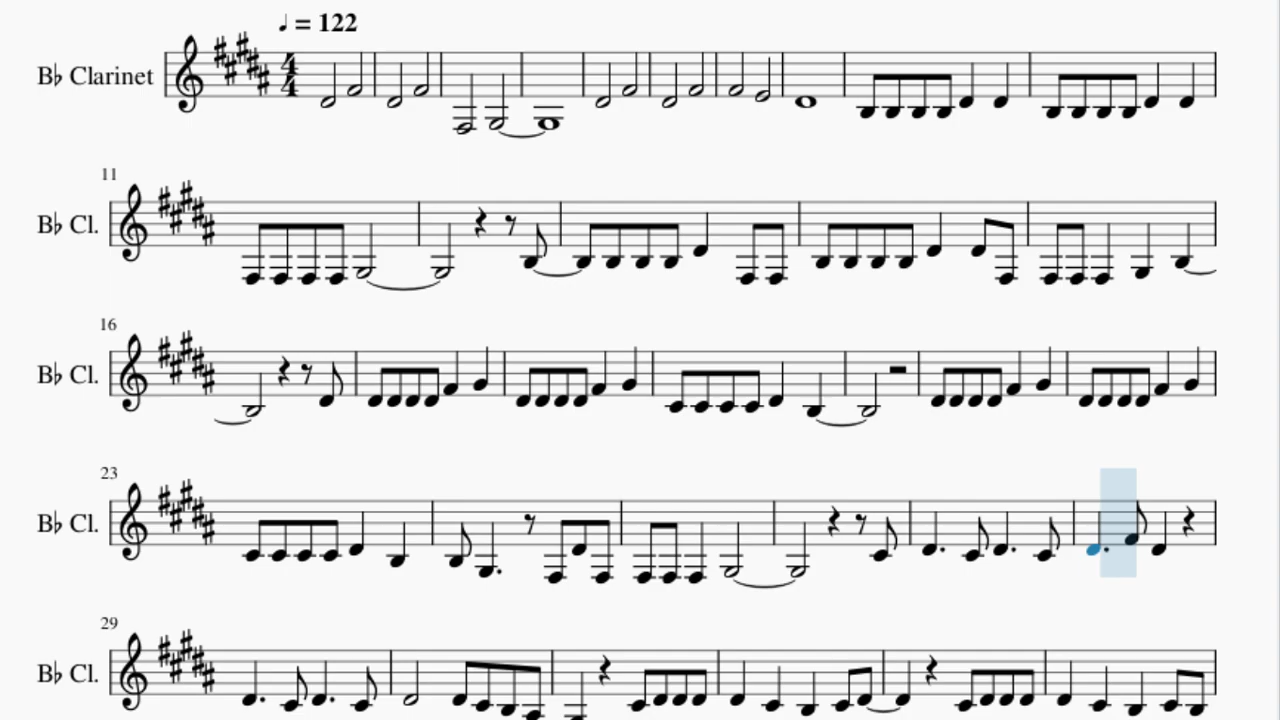 ♩ = 122
B♭ Clarinet
4
4
11
B♭ Cl.
16
B♭ Cl.
23
B♭ Cl.
29
B♭ Cl.